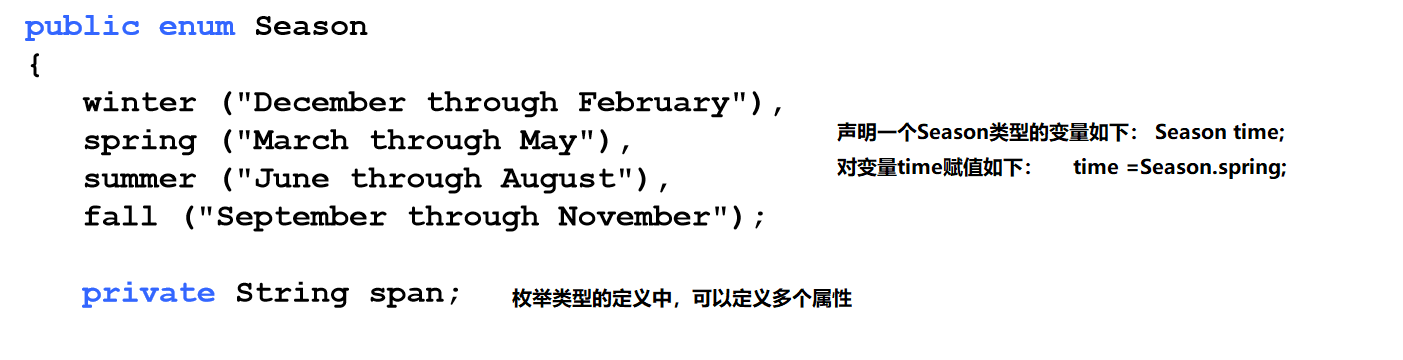 public enum Season
{
winter ("December through February"),
spring ("March through May"),
summer ("June through August"),
fall ("September through November");
声明一个Season类型的变量如下： Season time;
对变量time赋值如下： time =Season.spring;
private String span;
枚举类型的定义中，可以定义多个属性